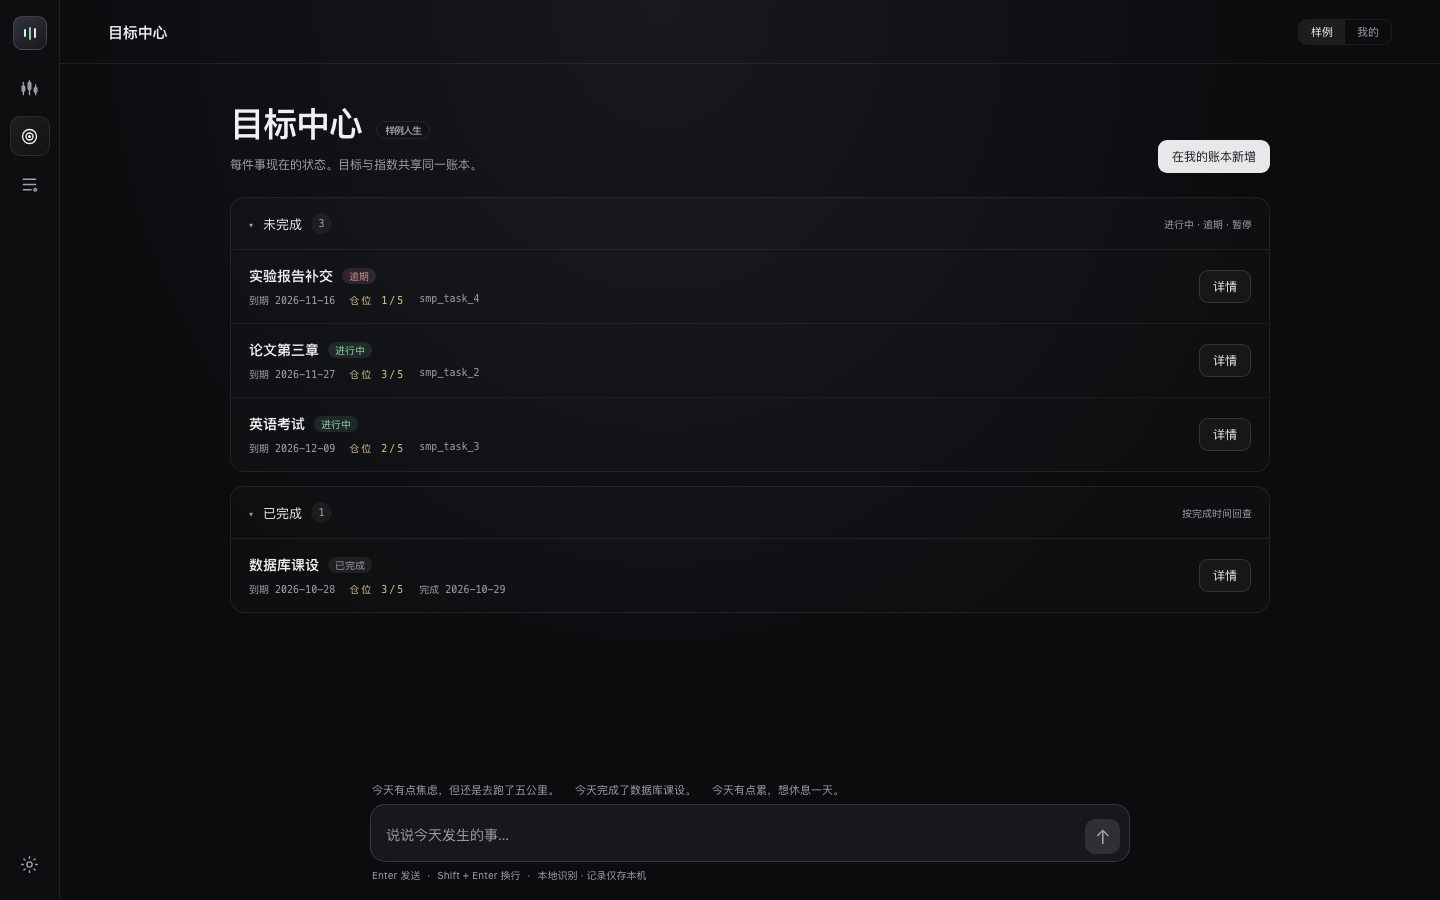 目标中心
样例 我的
目标中心 样例人生
每件事现在的状态。目标与指数共享同一账本。
在我的账本新增
未完成 3 进行中 · 逾期 · 暂停
实验报告补交 逾期
到期 2026-11-16 仓位 1/5 smp_task_4
详情
论文第三章 进行中
到期 2026-11-27 仓位 3/5 smp_task_2
详情
英语考试 进行中
到期 2026-12-09 仓位 2/5 smp_task_3
详情
已完成 1 按完成时间回查
数据库课设 已完成
到期 2026-10-28 仓位 3/5 完成 2026-10-29
详情
今天有点焦虑，但还是去跑了五公里。 今天完成了数据库课设。 今天有点累，想休息一天。
说说今天发生的事...
Enter 发送 · Shift + Enter 换行 · 本地识别 · 记录仅存本机